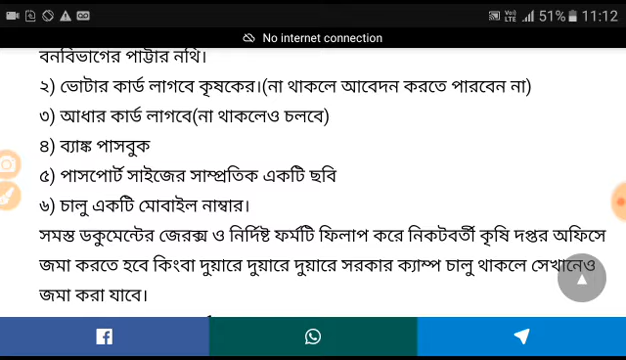 51% 11:12
No internet connection
বনবিভাগের পাট্টার নথি।
২) ভোটার কার্ড লাগবে কৃষকের।(না থাকলে আবেদন করতে পারবেন না)
৩) আধার কার্ড লাগবে(না থাকলেও চলবে)
৪) ব্যাঙ্ক পাসবুক
৫) পাসপোর্ট সাইজের সাম্প্রতিক একটি ছবি
৬) চালু একটি মোবাইল নাম্বার।
সমস্ত ডকুমেন্টের জেরক্স ও নির্দিষ্ট ফর্মটি ফিলাপ করে নিকটবর্তী কৃষি দপ্তর অফিসে
জমা করতে হবে কিংবা দুয়ারে দুয়ারে দুয়ারে সরকার ক্যাম্প চালু থাকলে সেখানেও
জমা করা যাবে।